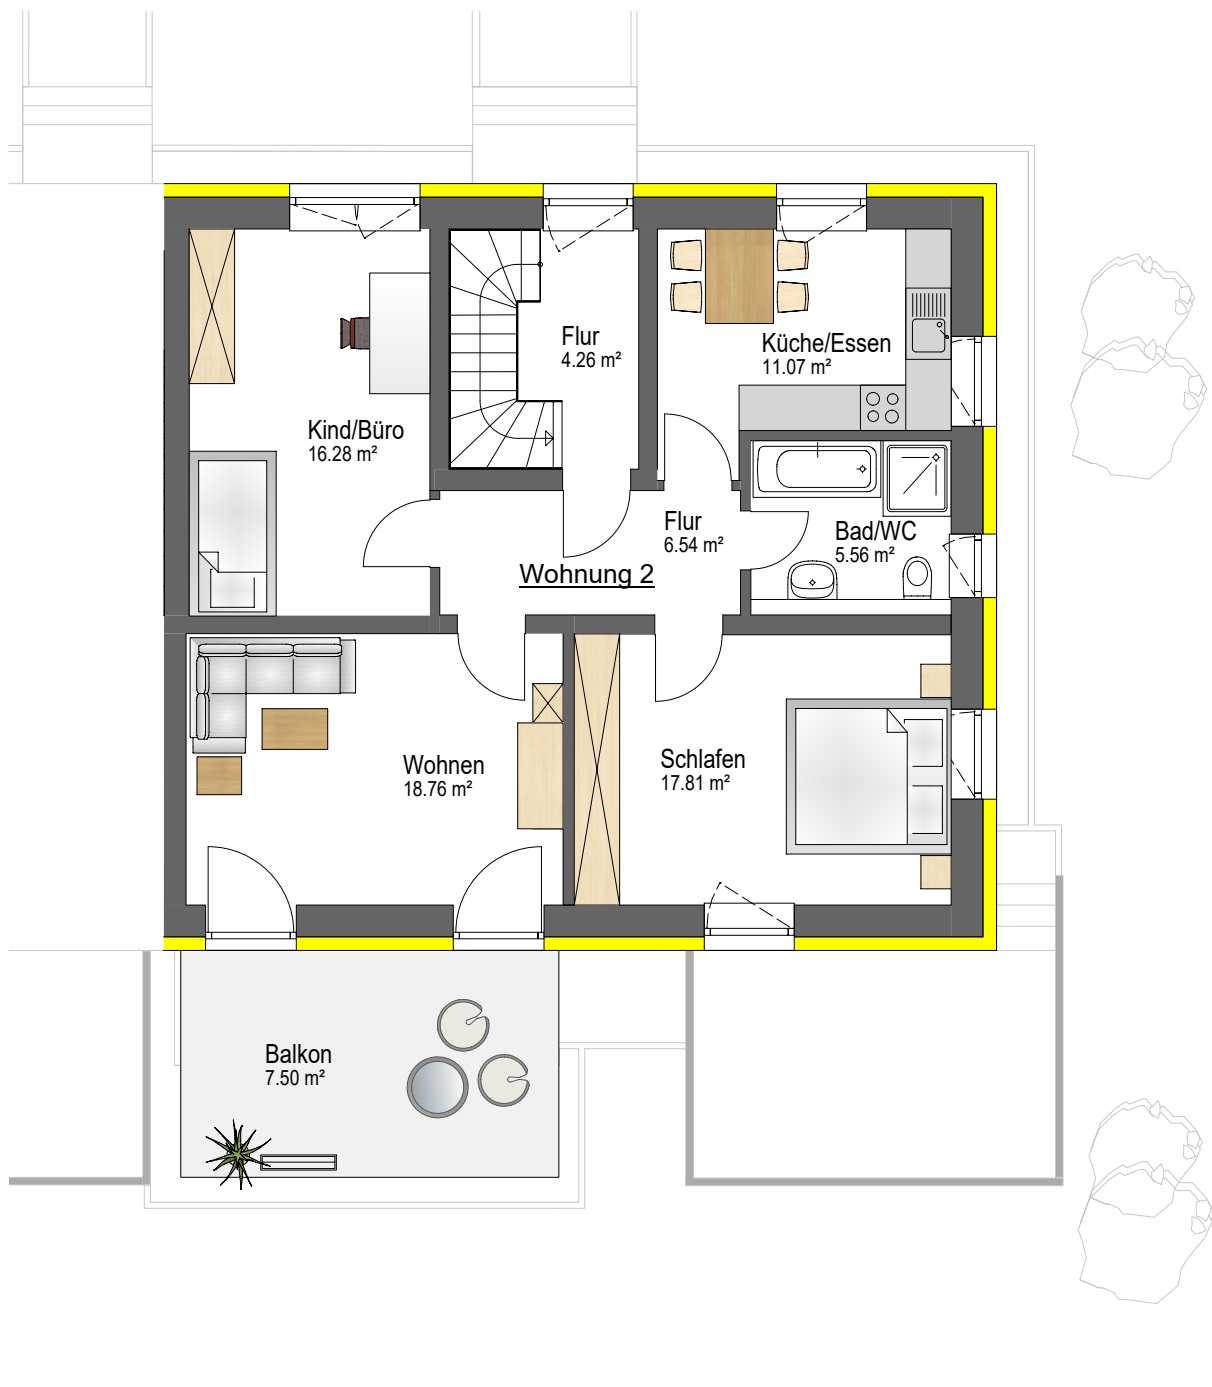 Flur
4.26 m²
Küche/Essen
11.07 m²
Kind/Büro
16.28 m²
Flur
6.54 m²
Bad/WC
5.56 m²
Wohnung 2
Wohnen
18.76 m²
Schlafen
17.81 m²
Balkon
7.50 m²